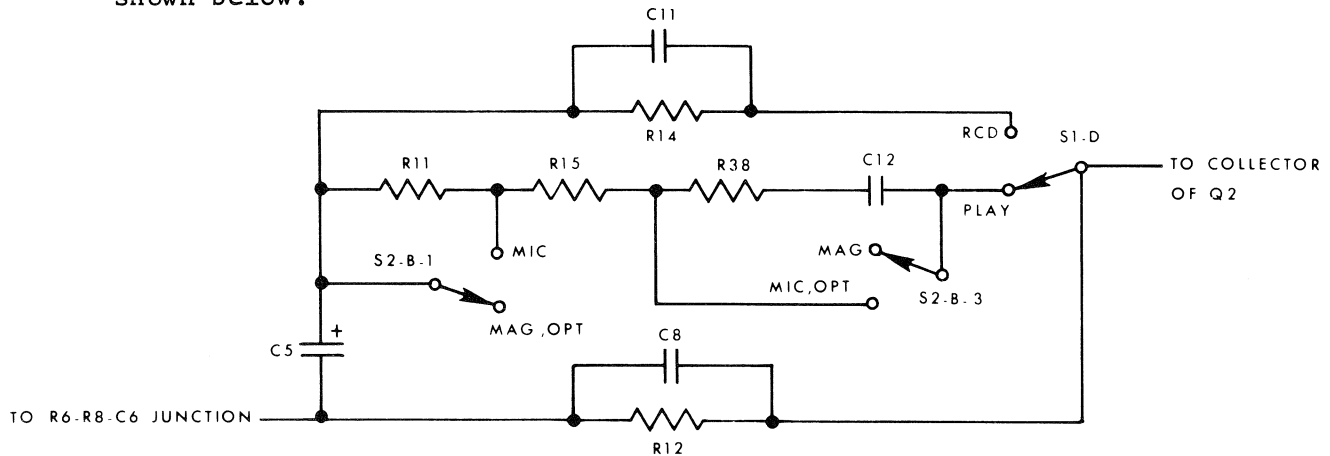 shown below.
C11
R14
RCD
S1-D
R11
R15
R38
C12
TO COLLECTOR
OF Q2
PLAY
MIC
MAG
S2-B-1
MIC,OPT
S2-B-3
MAG,OPT
+
C5
C8
TO R6-R8-C6 JUNCTION
R12